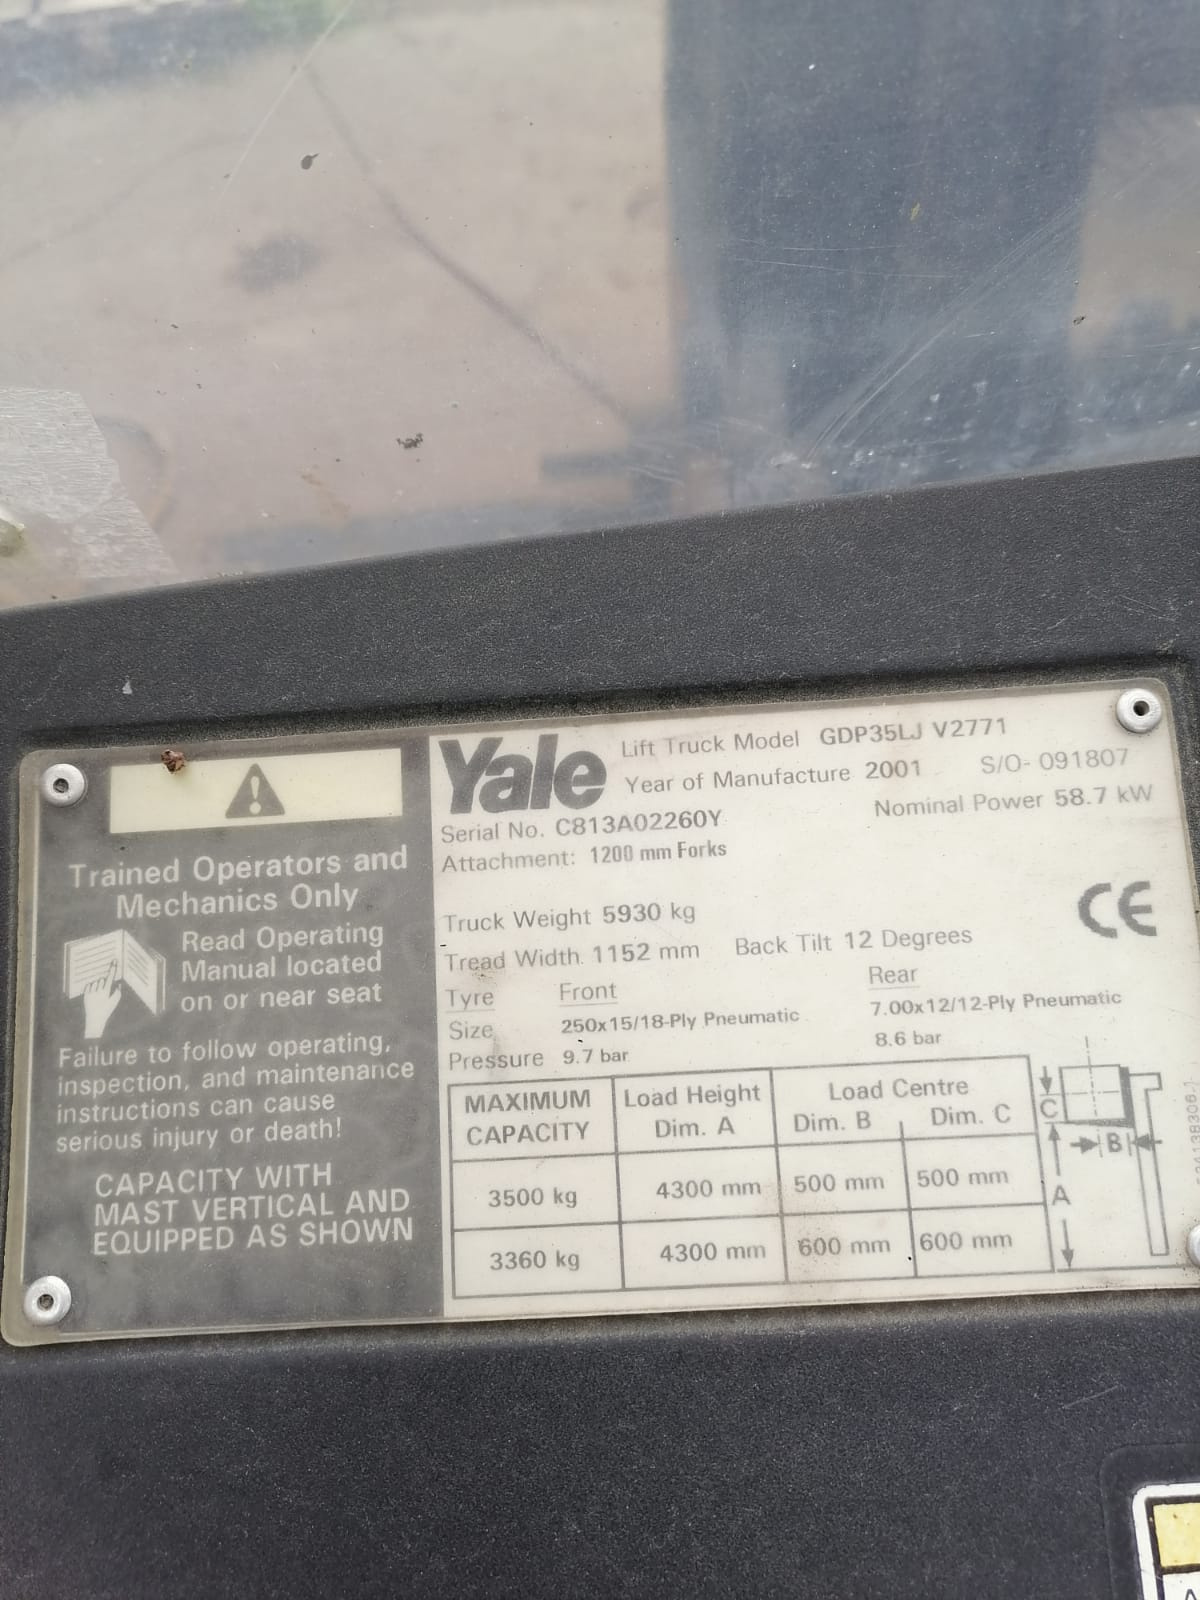 Trained Operators and
Mechanics Only
Read Operating
Manual located
on or near seat
Failure to follow operating,
inspection, and maintenance
instructions can cause
serious injury or death!
CAPACITY WITH
MAST VERTICAL AND
EQUIPPED AS SHOWN
Yale Lift Truck Model GDP35LJ V2771
Year of Manufacture 2001 S/O- 091807
Serial No. C813A02260Y Nominal Power 58.7 kW
Attachment: 1200 mm Forks
CE
Truck Weight 5930 kg
Tread Width 1152 mm Back Tilt 12 Degrees
Tyre Front Rear
Size 250x15/18-Ply Pneumatic 7.00x12/12-Ply Pneumatic
Pressure 9.7 bar 8.6 bar
MAXIMUM CAPACITY Load Height Dim. A Load Centre Dim. B Dim. C
3500 kg 4300 mm 500 mm 500 mm
3360 kg 4300 mm 600 mm 600 mm
C
B
A